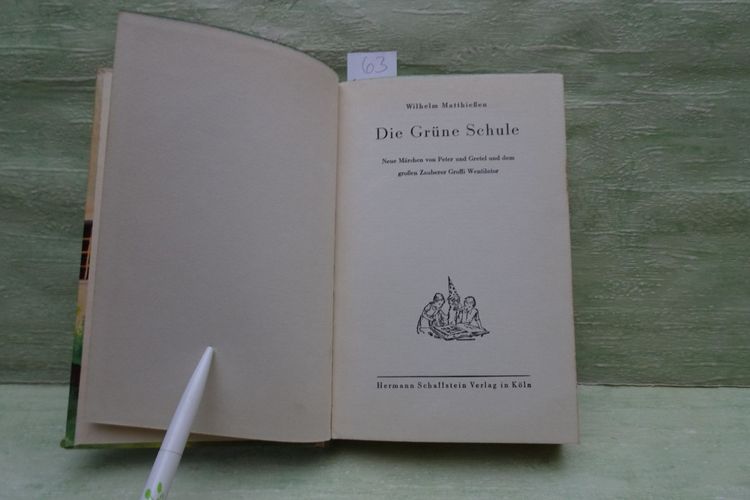 63
Wilhelm Matthießen
Die Grüne Schule
Neue Märchen von Peter und Gretel und dem
großen Zauberer Groffi Wentilator
Hermann Schaffstein Verlag in Köln